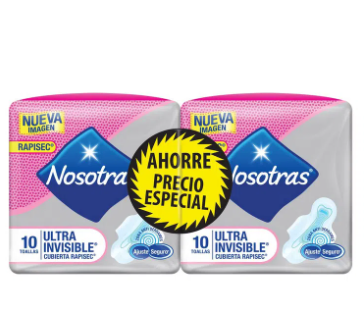 NUEVA
IMAGEN
RAPISEC®
Nosotras
10
TOALLAS
ULTRA
INVISIBLE®
CUBIERTA RAPISEC®
Ajuste Seguro
AHORRE
PRECIO
ESPECIAL
NUEVA
IMAGEN
Nosotras®
10
TOALLAS
ULTRA
INVISIBLE®
CUBIERTA RAPISEC®
Ajuste Seguro